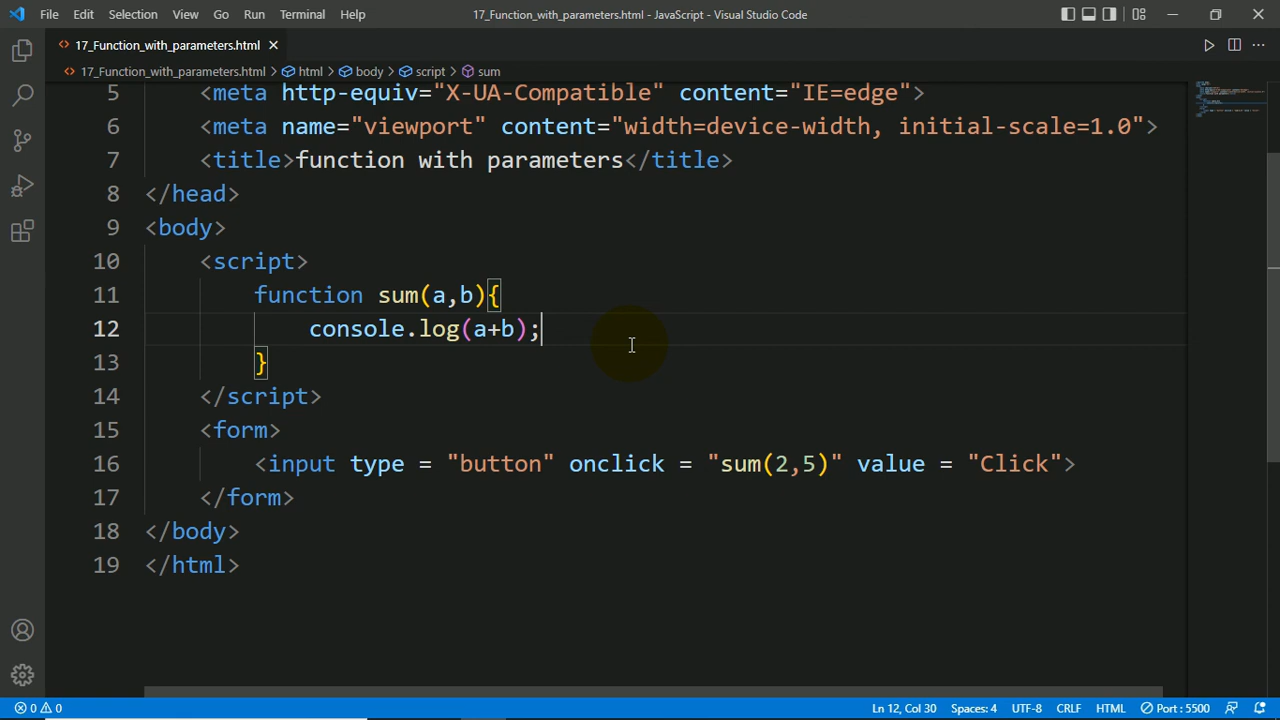 File Edit Selection View Go Run Terminal Help 17_Function_with_parameters.html - JavaScript - Visual Studio Code
<> 17_Function_with_parameters.html ×
<> 17_Function_with_parameters.html > html > body > script > sum
5 <meta http-equiv="X-UA-Compatible" content="IE=edge">
6 <meta name="viewport" content="width=device-width, initial-scale=1.0">
7 <title>function with parameters</title>
8 </head>
9 <body>
10 <script>
11 function sum(a,b){
12 console.log(a+b);
13 }
14 </script>
15 <form>
16 <input type = "button" onclick = "sum(2,5)" value = "Click">
17 </form>
18 </body>
19 </html>
0 0 Ln 12, Col 30 Spaces: 4 UTF-8 CRLF HTML Port : 5500